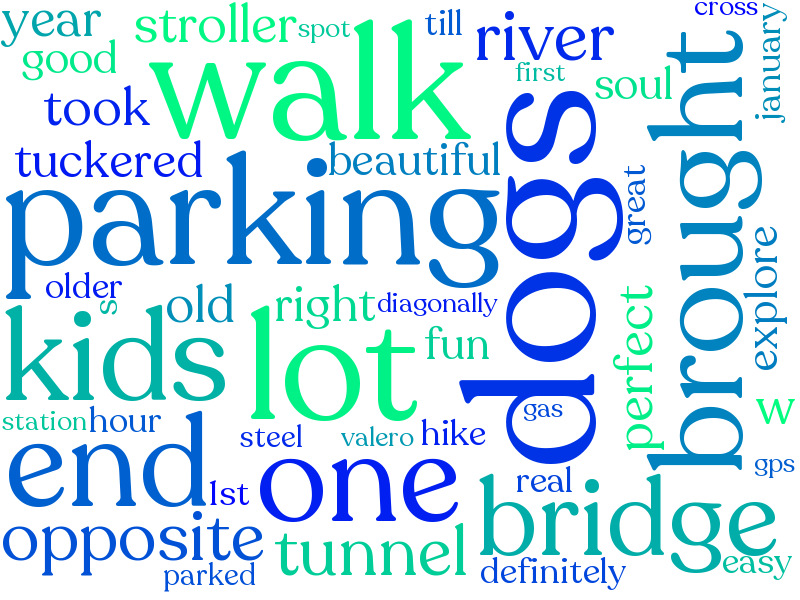 year
stroller
spot
till
river
cross
good
walk
first
soul
january
took
dogs
brought
tuckered
beautiful
parking
great
older
s
old
right
diagonally
explore
kids
lot
fun
perfect
station
hour
steel
valero
hike
gas
w
end
lst
one
real
gps
opposite
tunnel
bridge
parked
definitely
easy